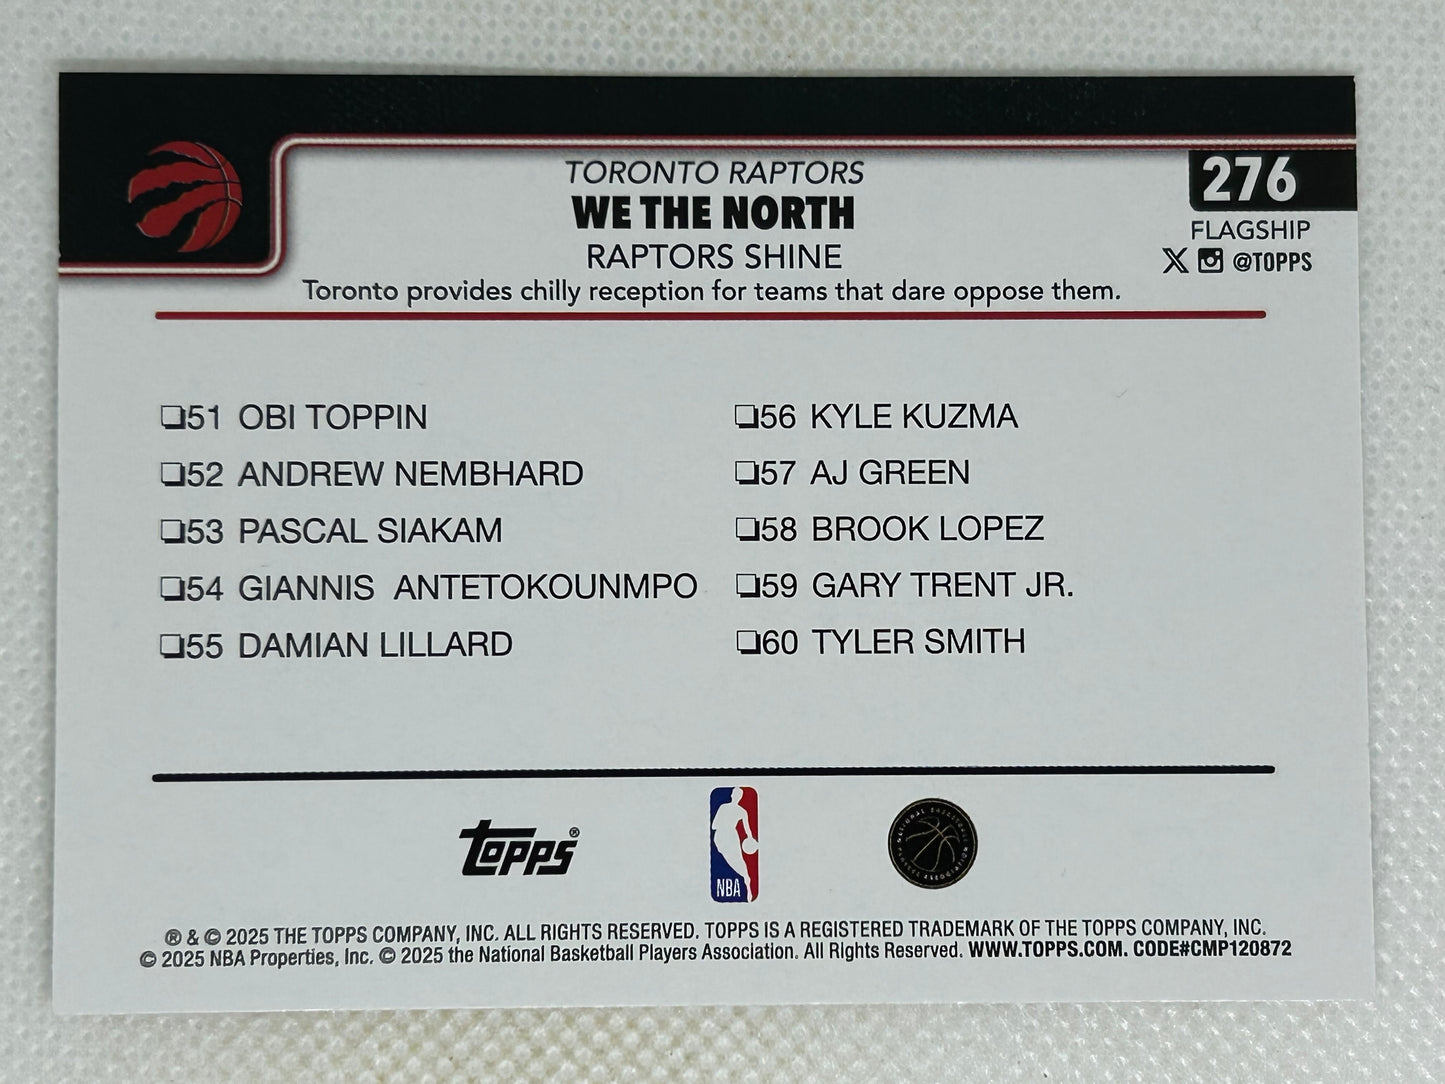 TORONTO RAPTORS
WE THE NORTH
RAPTORS SHINE
Toronto provides chilly reception for teams that dare oppose them.
276
FLAGSHIP
@TOPPS
❏51 OBI TOPPIN
❏52 ANDREW NEMBHARD
❏53 PASCAL SIAKAM
❏54 GIANNIS ANTETOKOUNMPO
❏55 DAMIAN LILLARD
❏56 KYLE KUZMA
❏57 AJ GREEN
❏58 BROOK LOPEZ
❏59 GARY TRENT JR.
❏60 TYLER SMITH
Topps®
NBA
® & © 2025 THE TOPPS COMPANY, INC. ALL RIGHTS RESERVED. TOPPS IS A REGISTERED TRADEMARK OF THE TOPPS COMPANY, INC.
© 2025 NBA Properties, Inc. © 2025 the National Basketball Players Association. All Rights Reserved. WWW.TOPPS.COM. CODE#CMP120872